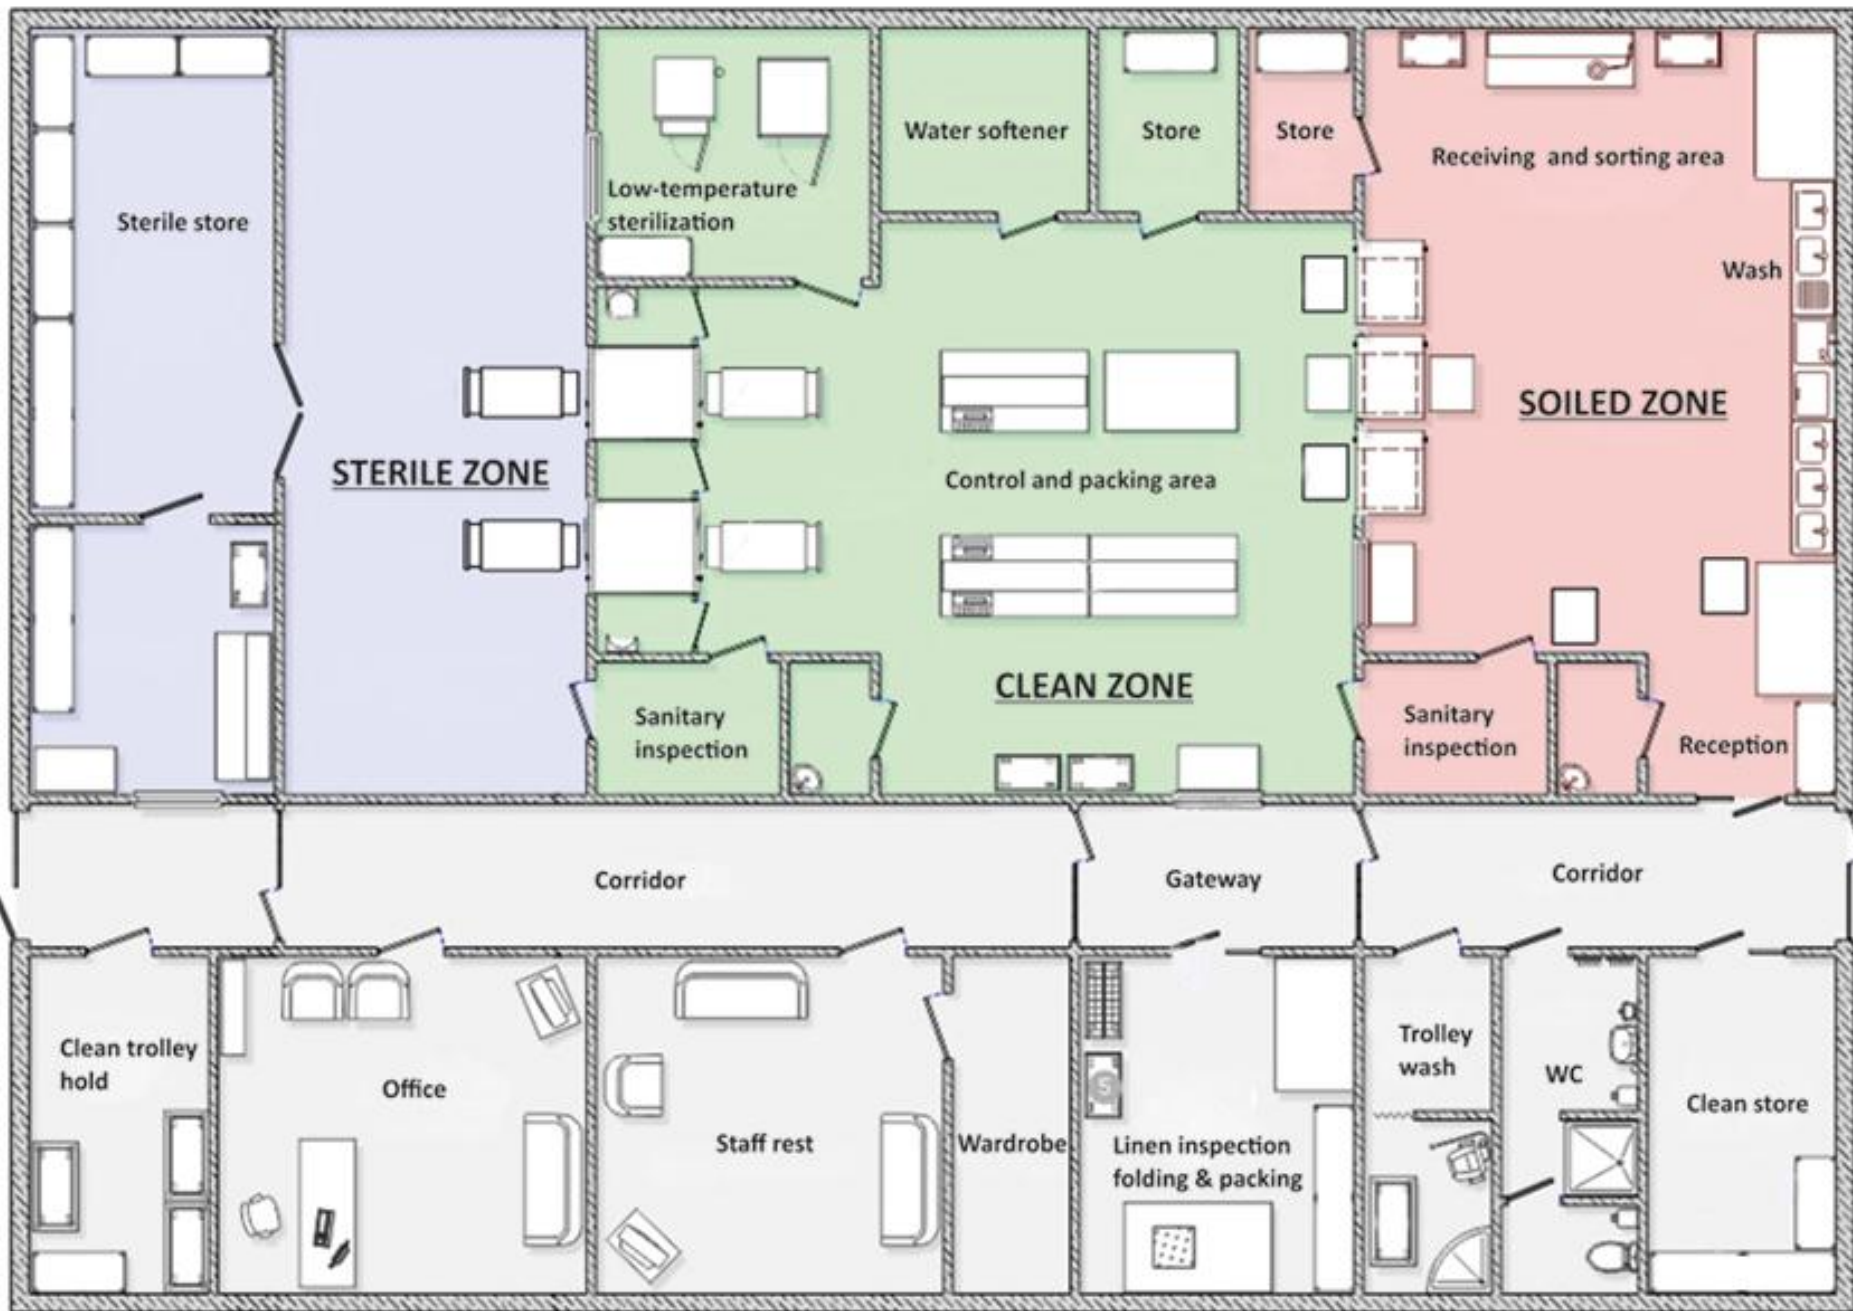 Water softener
Store
Store
Receiving and sorting area
Low-temperature
sterilization
Sterile store
Wash
SOILED ZONE
STERILE ZONE
Control and packing area
CLEAN ZONE
Sanitary
inspection
Sanitary
inspection
Reception
Corridor
Gateway
Corridor
Clean trolley
hold
Office
Staff rest
Wardrobe
Linen inspection
folding & packing
Trolley
wash
WC
Clean store